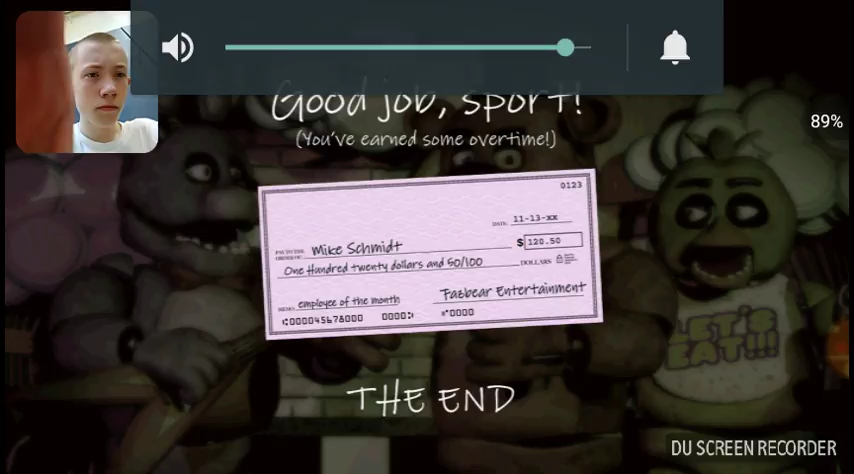 Good job, sport!
(You've earned some overtime!)
89%
0123
DATE: 11-13-xx
PAY TO THE
ORDER OF: Mike Schmidt $ 120.50
One Hundred twenty dollars and 50/100 DOLLARS
MEMO: employee of the month Fazbear Entertainment
LET'S
EAT!!!
THE END
DU SCREEN RECORDER